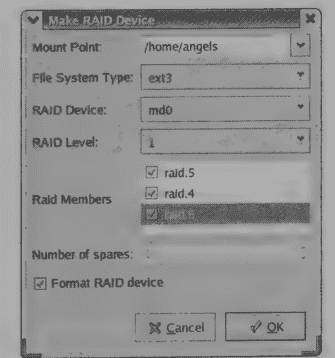 Make RAID Device
Mount Point: /home/angels
File System Type: ext3
RAID Device: md0
RAID Level: 1
raid.5
Raid Members
raid.4
Number of spares:
Format RAID device
Cancel
OK